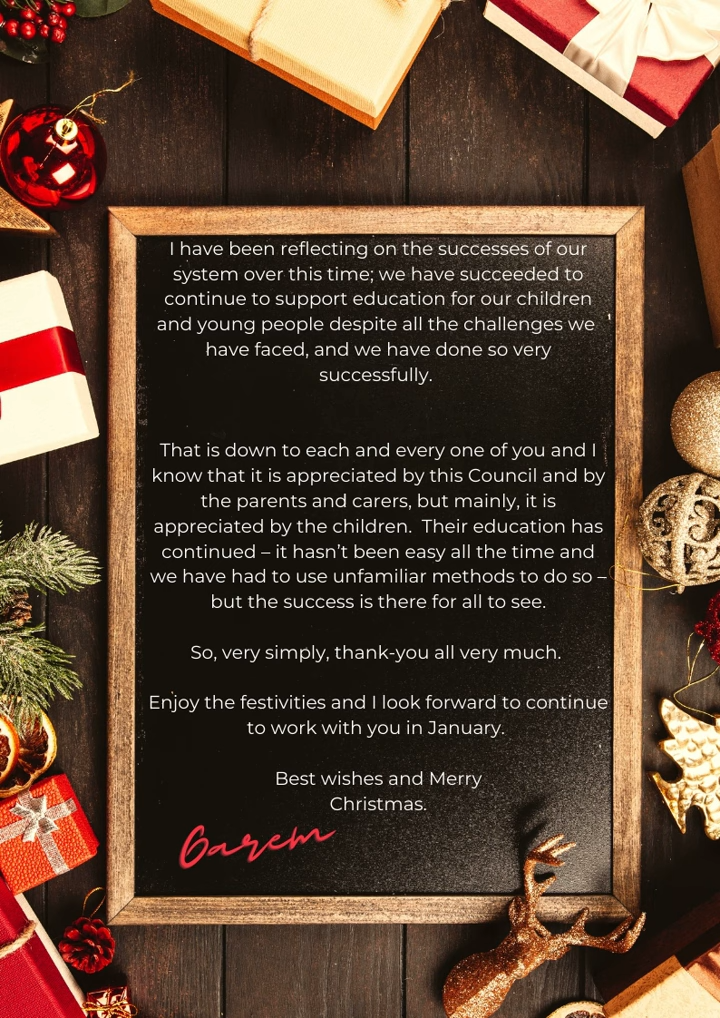 I have been reflecting on the successes of our
system over this time; we have succeeded to
continue to support education for our children
and young people despite all the challenges we
have faced, and we have done so very
successfully.
That is down to each and every one of you and I
know that it is appreciated by this Council and by
the parents and carers, but mainly, it is
appreciated by the children.  Their education has
continued – it hasn't been easy all the time and
we have had to use unfamiliar methods to do so –
but the success is there for all to see.
So, very simply, thank-you all very much.
Enjoy the festivities and I look forward to continue
to work with you in January.
Best wishes and Merry
Christmas.
Garem